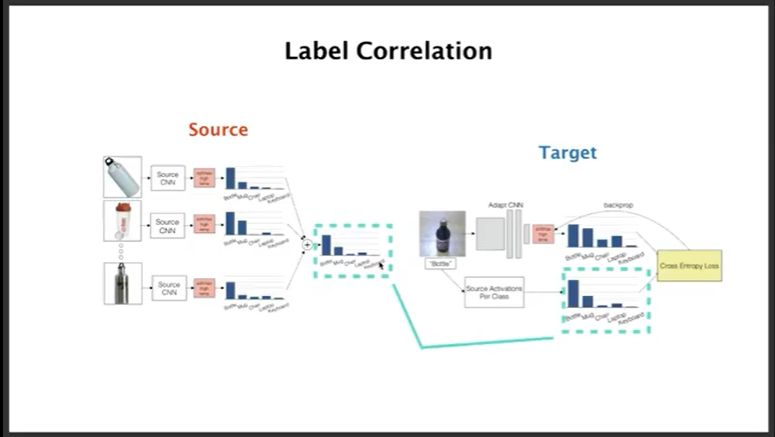 Label Correlation
Source
Target
Source
CNN
softmax
high
temp
Bottle
Mug
Chair
Laptop
Keyboard
Source
CNN
softmax
high
temp
Bottle
Mug
Chair
Laptop
Keyboard
Source
CNN
softmax
high
temp
Bottle
Mug
Chair
Laptop
Keyboard
+
Bottle
Mug
Chair
Laptop
Keyboard
Adapt CNN
backprop
softmax
high
temp
Bottle
Mug
Chair
Laptop
Keyboard
"Bottle"
Cross Entropy Loss
Source Activations
Per Class
Bottle
Mug
Chair
Laptop
Keyboard